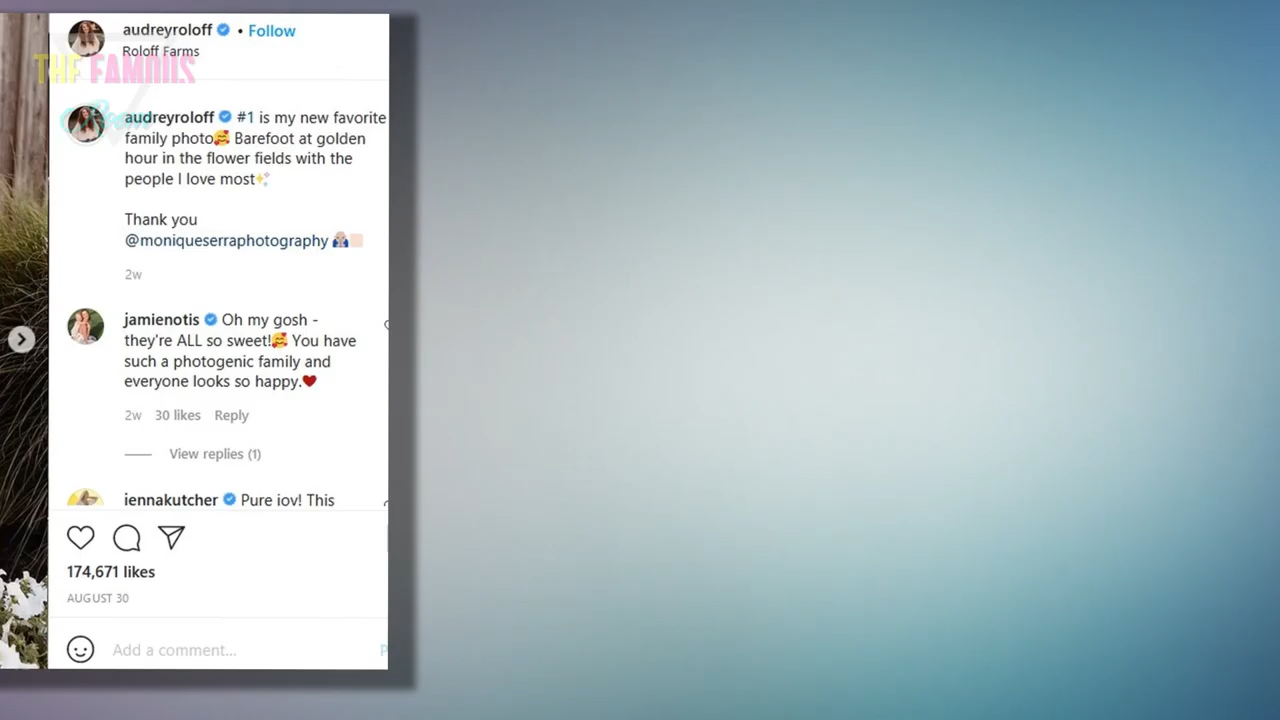 audreyroloff • Follow
Roloff Farms
THE FAMOUS
Room
audreyroloff #1 is my new favorite
family photo🥰 Barefoot at golden
hour in the flower fields with the
people I love most✨
Thank you
@moniqueserraphotography
2w
jamienotis Oh my gosh -
they're ALL so sweet!🥰 You have
such a photogenic family and
everyone looks so happy.❤️
2w 30 likes Reply
View replies (1)
jennakutcher Pure joy! This
174,671 likes
AUGUST 30
Add a comment...
P